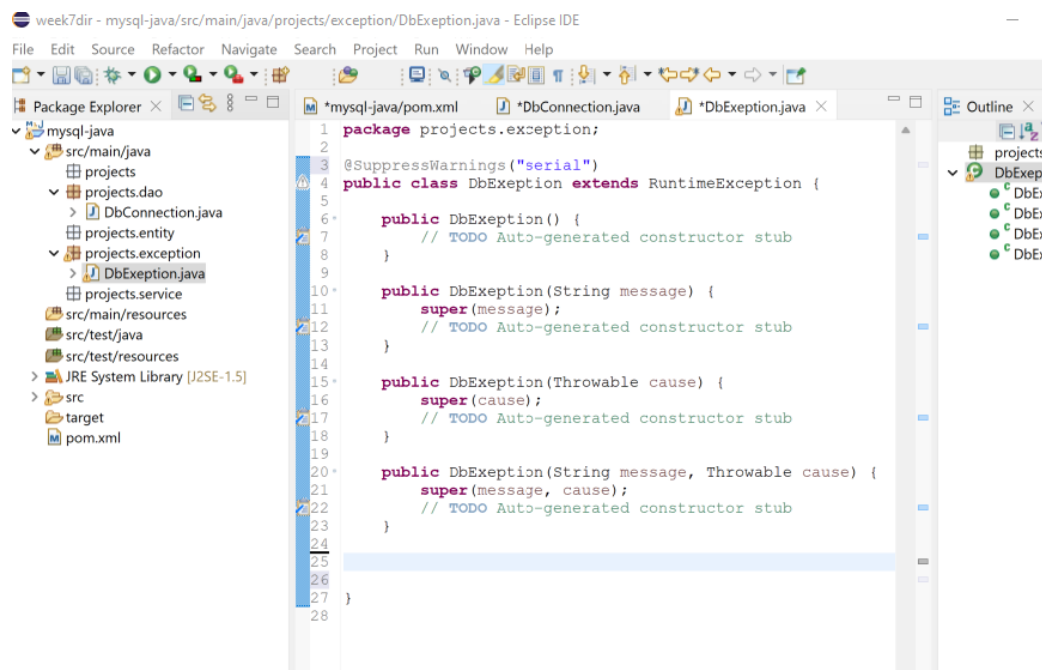 week7dir - mysql-java/src/main/java/projects/exception/DbExeption.java - Eclipse IDE
File Edit Source Refactor Navigate Search Project Run Window Help
Package Explorer
mysql-java
src/main/java
projects
projects.dao
DbConnection.java
projects.entity
projects.exception
DbExeption.java
projects.service
src/main/resources
src/test/java
src/test/resources
JRE System Library [J2SE-1.5]
src
target
pom.xml
*mysql-java/pom.xml *DbConnection.java *DbExeption.java
1 package projects.exception;
2
3 @SuppressWarnings("serial")
4 public class DbExeption extends RuntimeException {
5
6 public DbExeption() {
7 // TODO Auto-generated constructor stub
8 }
9
10 public DbExeption(String message) {
11 super(message);
12 // TODO Auto-generated constructor stub
13 }
14
15 public DbExeption(Throwable cause) {
16 super(cause);
17 // TODO Auto-generated constructor stub
18 }
19
20 public DbExeption(String message, Throwable cause) {
21 super(message, cause);
22 // TODO Auto-generated constructor stub
23 }
24
25
26
27 }
28
Outline
projects
DbExep
DbE
DbE
DbE
DbE